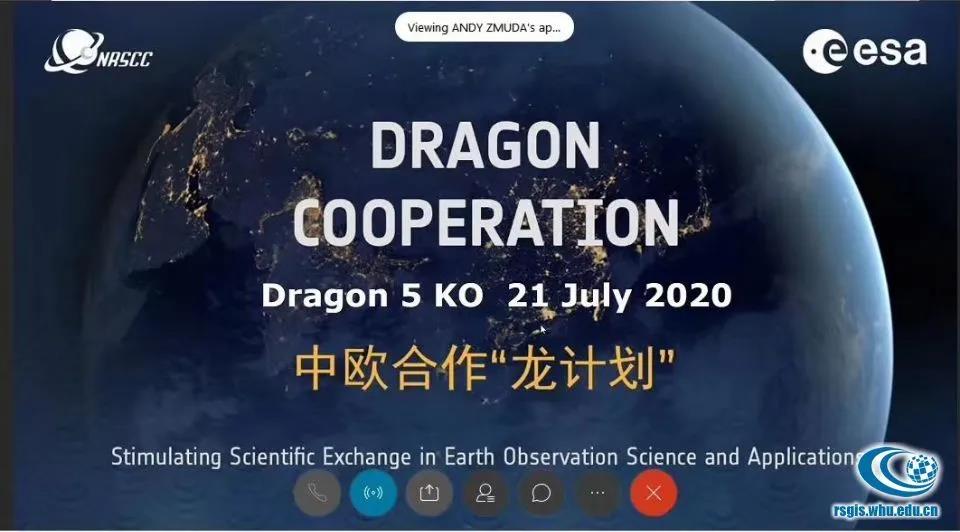 Viewing ANDY ZMUDA's ap...
NRSCC
esa
DRAGON
COOPERATION
Dragon 5 KO 21 July 2020
中欧合作“龙计划”
Stimulating Scientific Exchange in Earth Observation Science and Applications
rsgis.whu.edu.cn